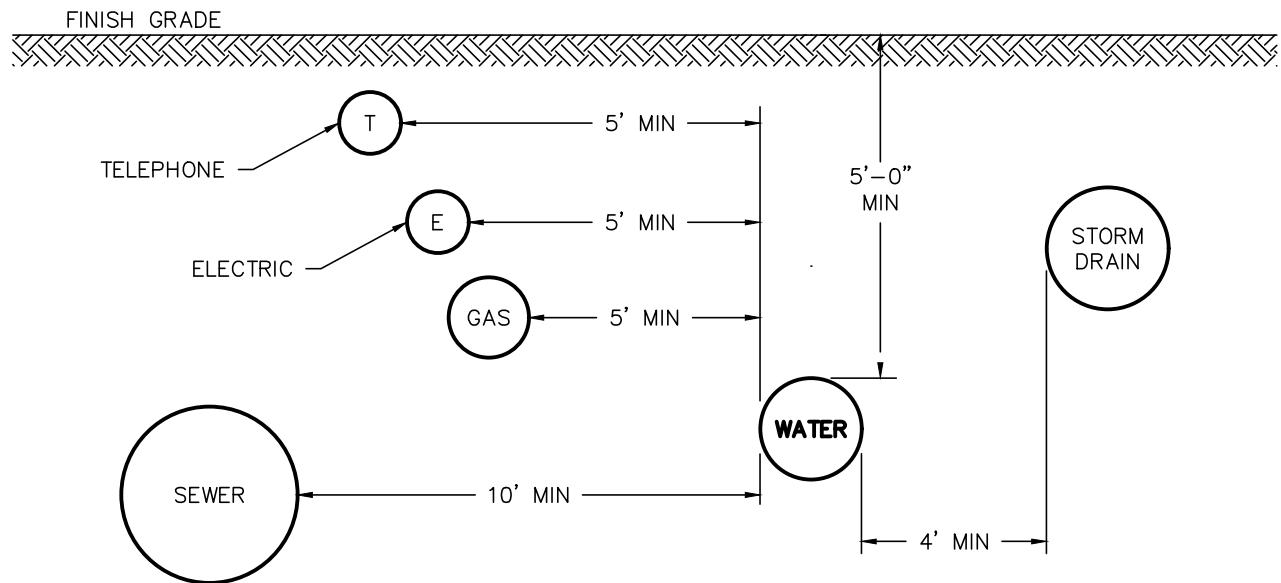 FINISH GRADE
T
5' MIN
TELEPHONE
5'-0"
MIN
E
5' MIN
STORM
DRAIN
ELECTRIC
GAS
5' MIN
WATER
SEWER
10' MIN
4' MIN